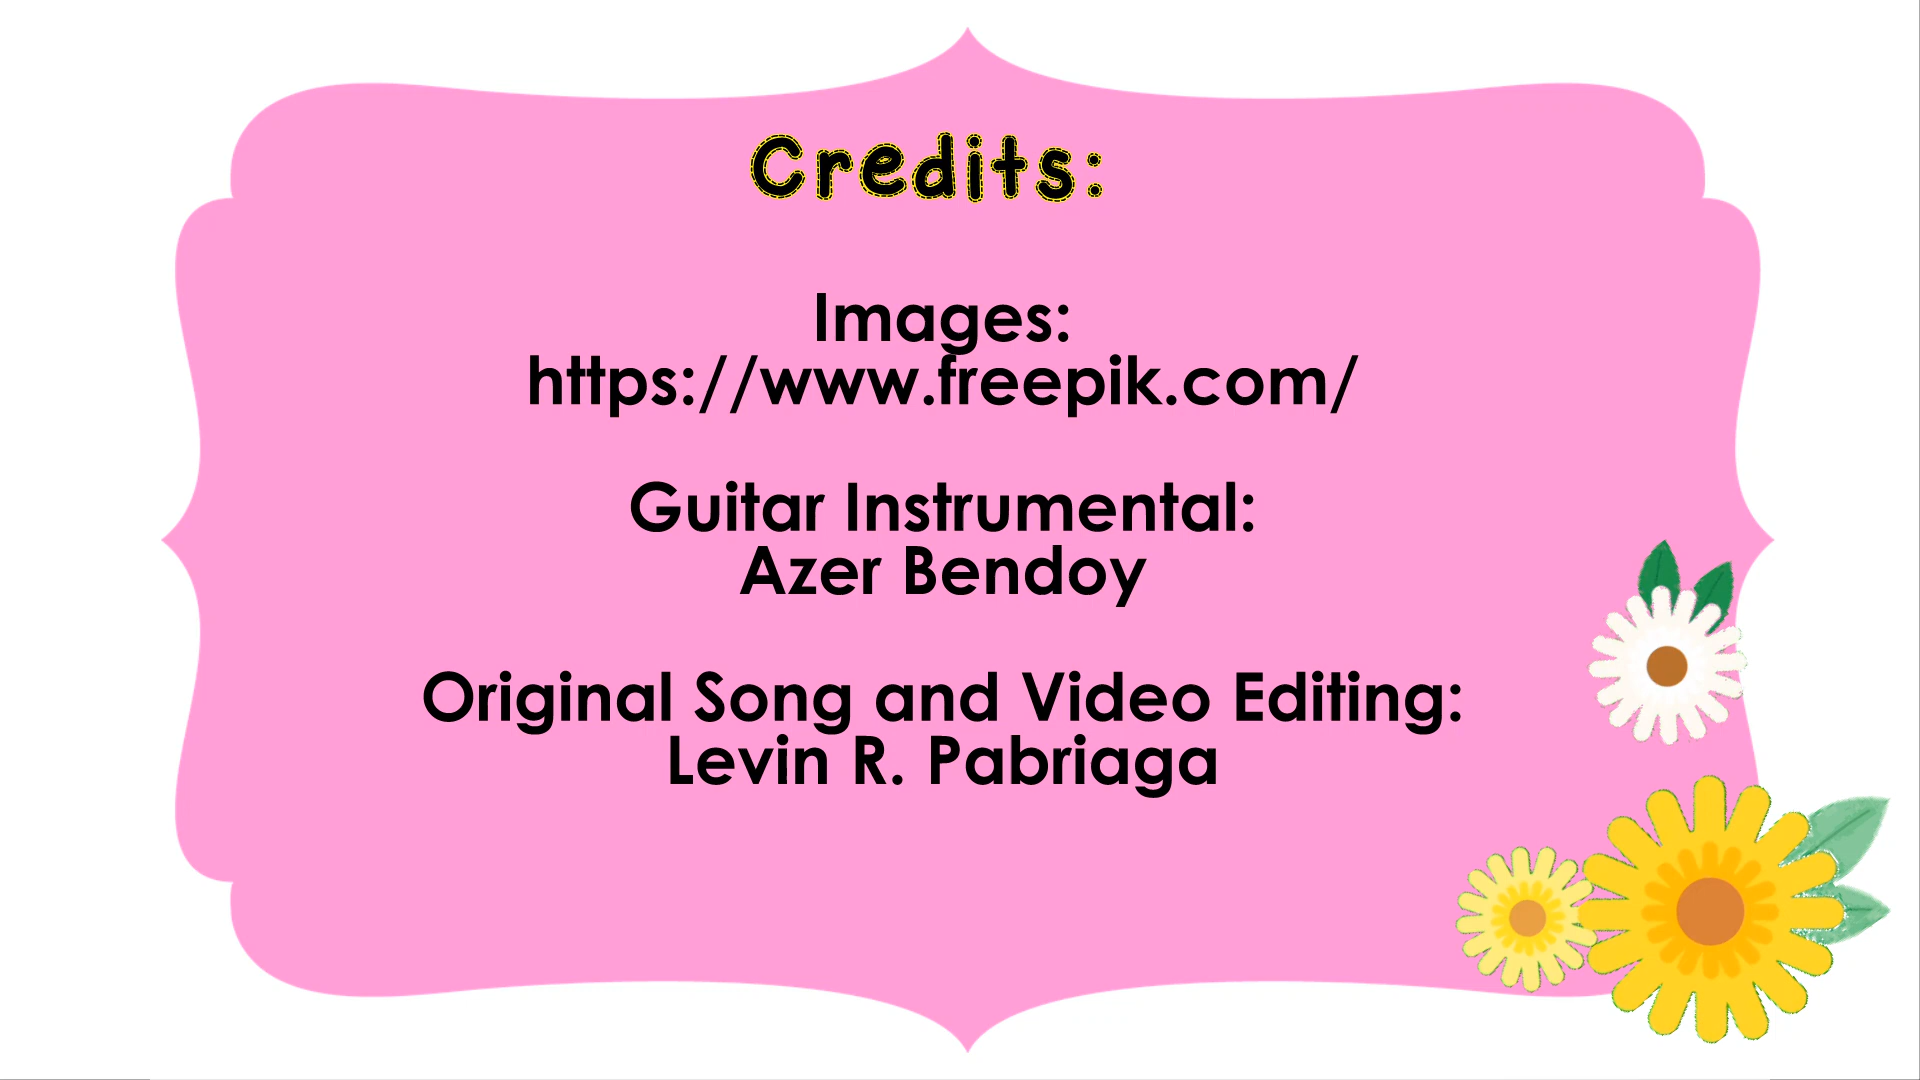 Credits:
Images:
https://www.freepik.com/
Guitar Instrumental:
Azer Bendoy
Original Song and Video Editing:
Levin R. Pabriaga